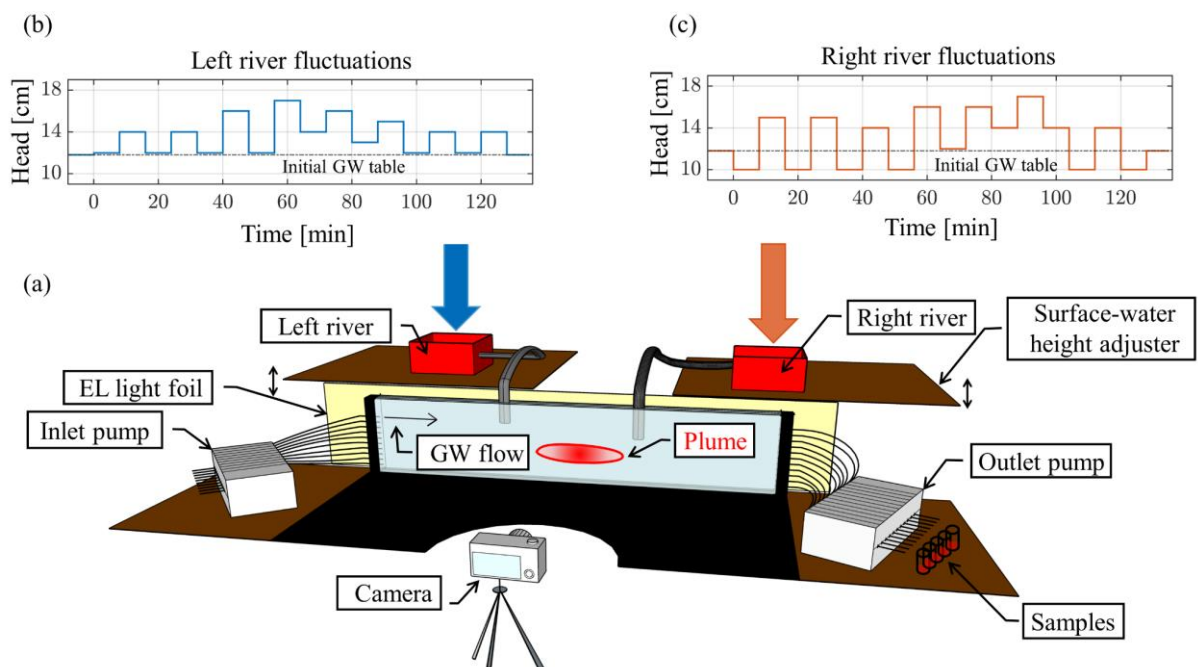 (b)
Left river fluctuations
Head [cm]
18
14
10
Initial GW table
0 20 40 60 80 100 120
Time [min]
(c)
Right river fluctuations
Head [cm]
18
14
10
Initial GW table
0 20 40 60 80 100 120
Time [min]
(a)
Left river
Right river
Surface-water
height adjuster
EL light foil
Inlet pump
GW flow
Plume
Outlet pump
Camera
Samples